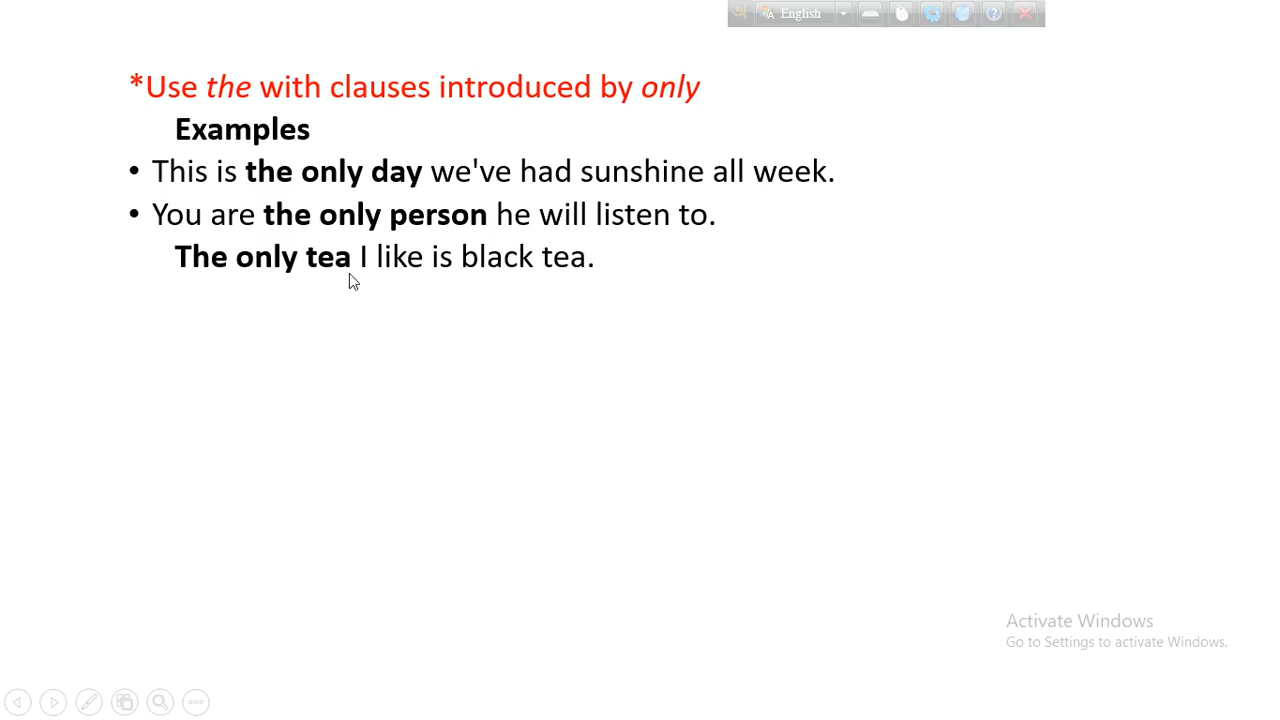 English
*Use the with clauses introduced by only
Examples
• This is the only day we've had sunshine all week.
• You are the only person he will listen to.
The only tea I like is black tea.
Activate Windows
Go to Settings to activate Windows.